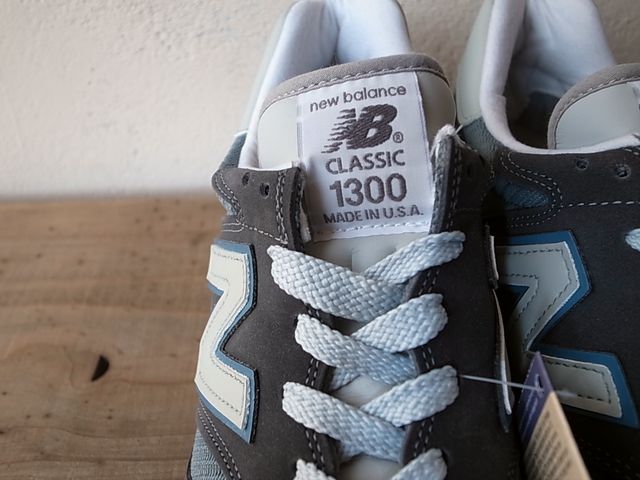 new balance
NB®
CLASSIC
1300
MADE IN U.S.A.
N
N